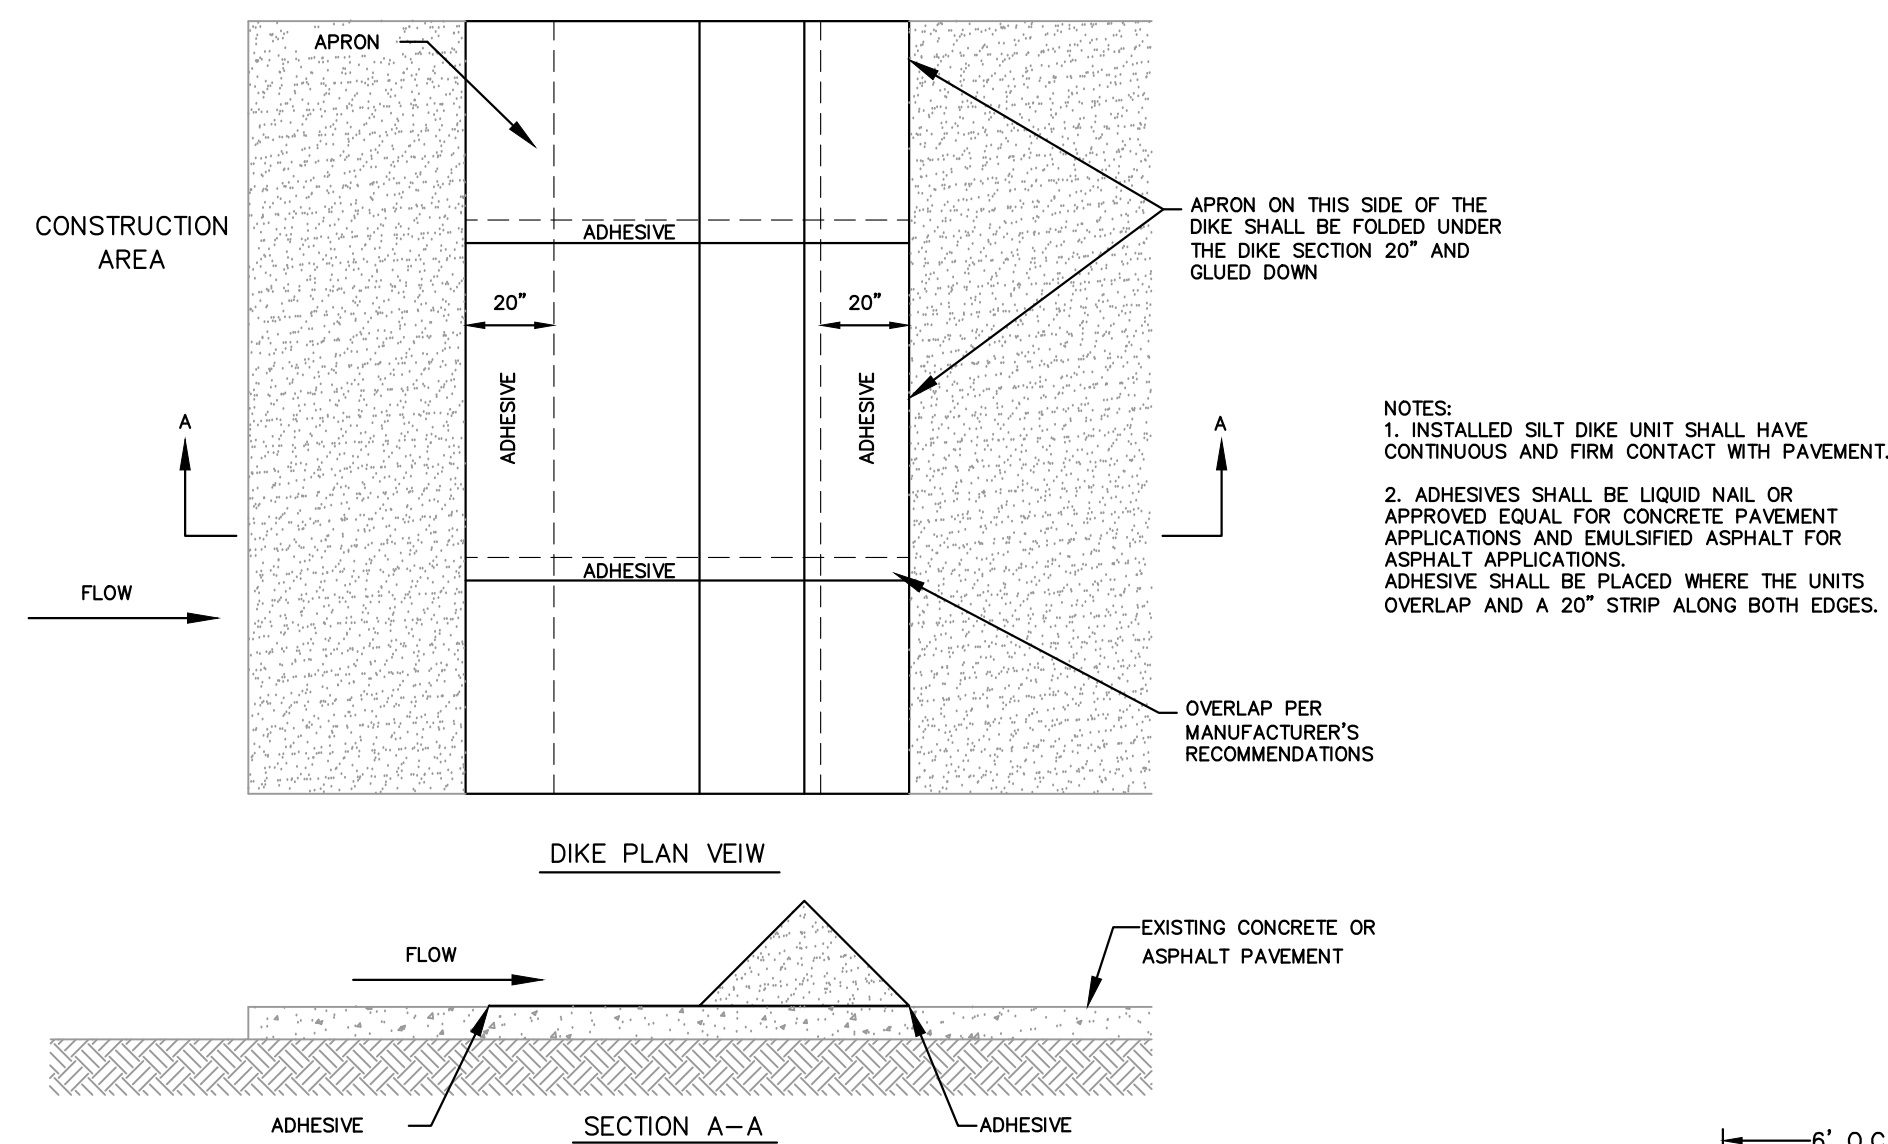 APRON
CONSTRUCTION
AREA
ADHESIVE
20"
20"
ADHESIVE
ADHESIVE
APRON ON THIS SIDE OF THE
DIKE SHALL BE FOLDED UNDER
THE DIKE SECTION 20" AND
GLUED DOWN
A
A
NOTES:
1. INSTALLED SILT DIKE UNIT SHALL HAVE
CONTINUOUS AND FIRM CONTACT WITH PAVEMENT.
2. ADHESIVES SHALL BE LIQUID NAIL OR
APPROVED EQUAL FOR CONCRETE PAVEMENT
APPLICATIONS AND EMULSIFIED ASPHALT FOR
ASPHALT APPLICATIONS.
ADHESIVE SHALL BE PLACED WHERE THE UNITS
OVERLAP AND A 20" STRIP ALONG BOTH EDGES.
ADHESIVE
FLOW
OVERLAP PER
MANUFACTURER'S
RECOMMENDATIONS
DIKE PLAN VEIW
FLOW
EXISTING CONCRETE OR
ASPHALT PAVEMENT
ADHESIVE
SECTION A-A
ADHESIVE
6' O.C.